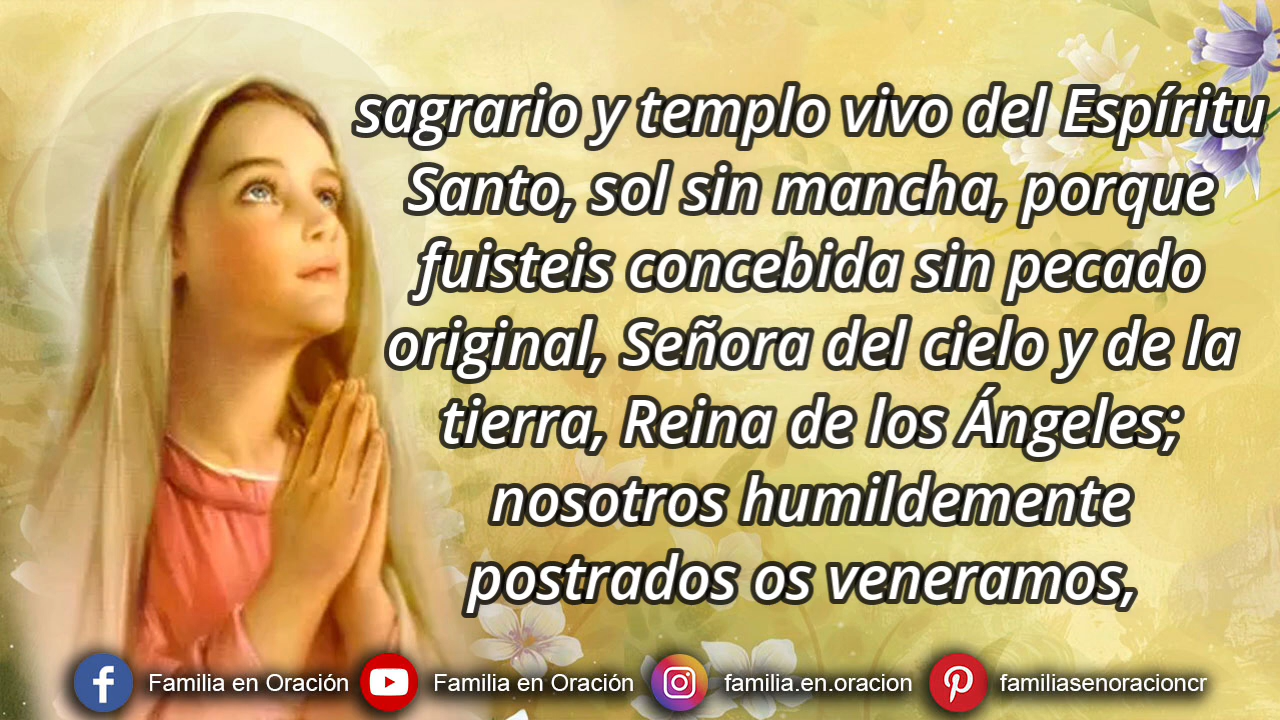 sagrario y templo vivo del Espíritu
Santo, sol sin mancha, porque
fuisteis concebida sin pecado
original, Señora del cielo y de la
tierra, Reina de los Ángeles;
nosotros humildemente
postrados os veneramos,
Familia en Oración
Familia en Oración
familia.en.oracion
familiasenoracioncr